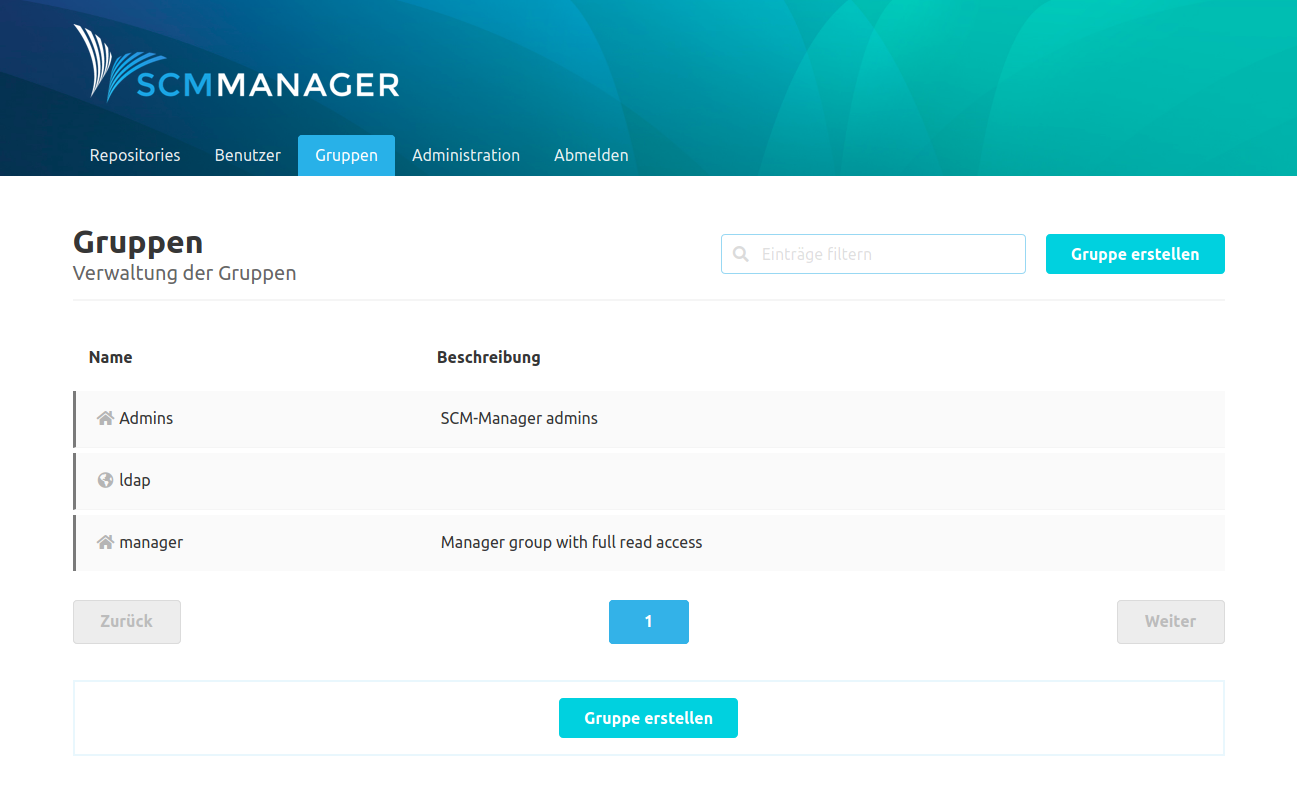 SCMMANAGER
Repositories Benutzer Gruppen Administration Abmelden
Gruppen
Verwaltung der Gruppen
Einträge filtern
Gruppe erstellen
Name Beschreibung
Admins SCM-Manager admins
ldap
manager Manager group with full read access
Zurück 1 Weiter
Gruppe erstellen